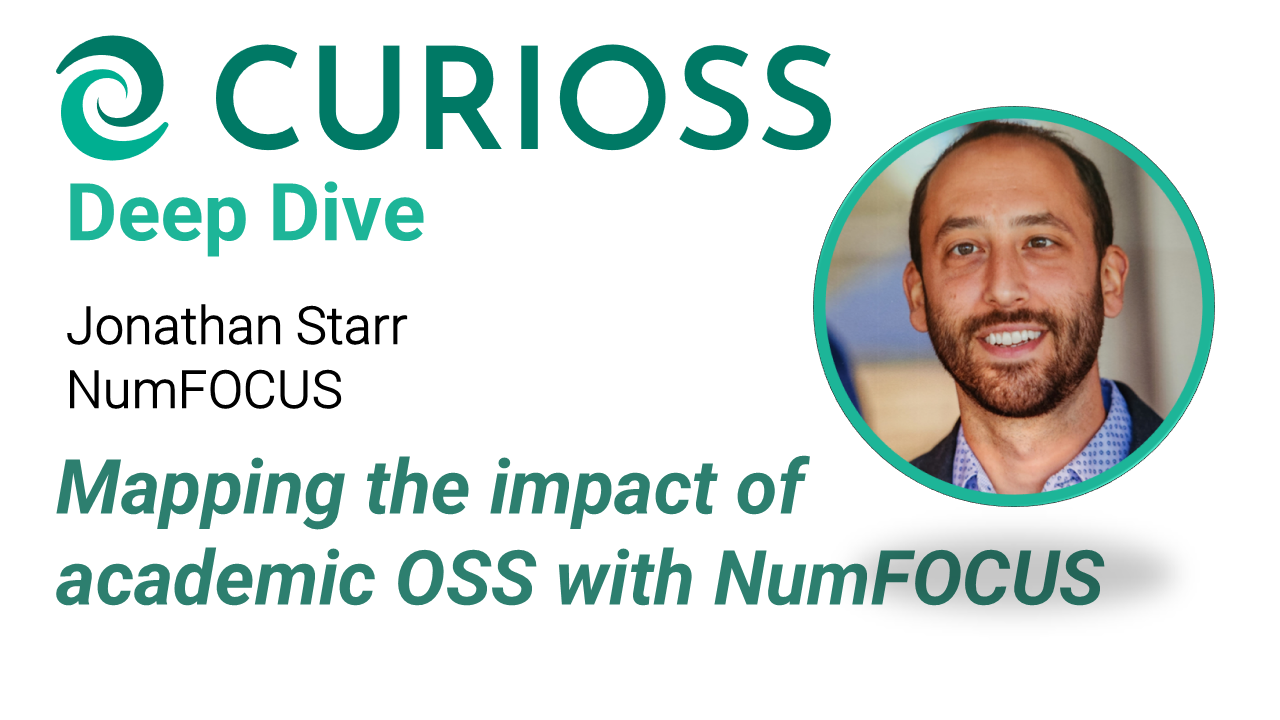 CURIOSS
Deep Dive
Jonathan Starr
NumFOCUS
Mapping the impact of
academic OSS with NumFOCUS